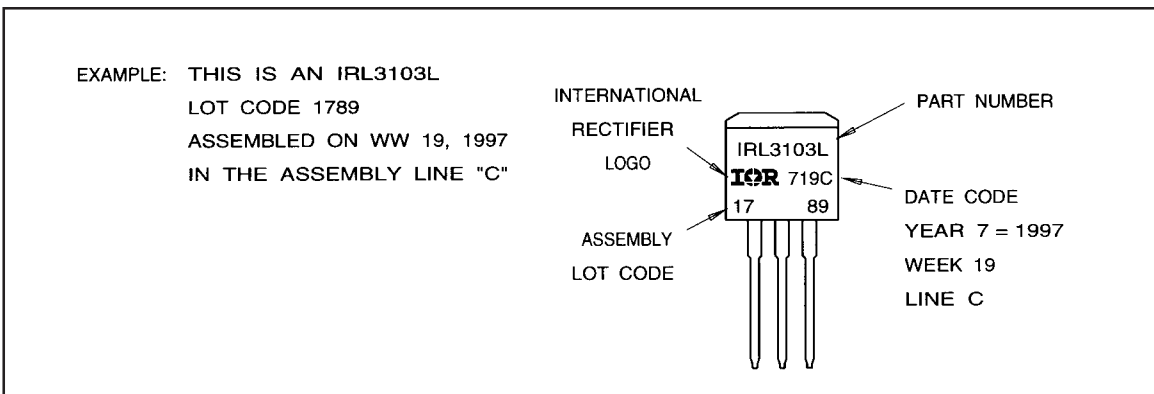 EXAMPLE: THIS IS AN IRL3103L
LOT CODE 1789
ASSEMBLED ON WW 19, 1997
IN THE ASSEMBLY LINE "C"
INTERNATIONAL
RECTIFIER
LOGO
ASSEMBLY
LOT CODE
IRL3103L
IOR 719C
17 89
PART NUMBER
DATE CODE
YEAR 7 = 1997
WEEK 19
LINE C